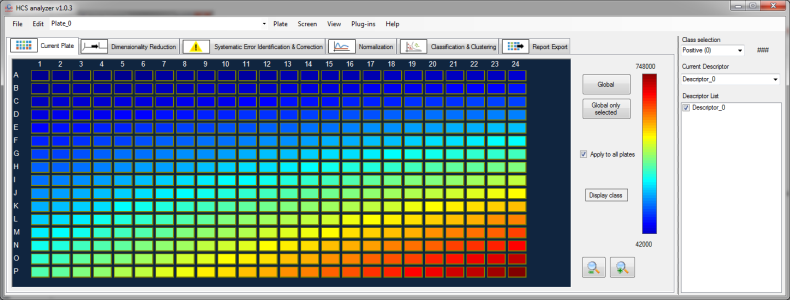 HCS analyzer v1.0.3
File Edit Plate_0 Plate Screen View Plug-ins Help
Current Plate Dimensionality Reduction Systematic Error Identification & Correction Normalization Classification & Clustering Report Export
1 2 3 4 5 6 7 8 9 10 11 12 13 14 15 16 17 18 19 20 21 22 23 24
A
B
C
D
E
F
G
H
I
J
K
L
M
N
O
P
Global
Global only
selected
Apply to all plates
Display class
748000
42000
Class selection
Positive (0) ###
Current Descriptor
Descriptor_0
Descriptor List
Descriptor_0